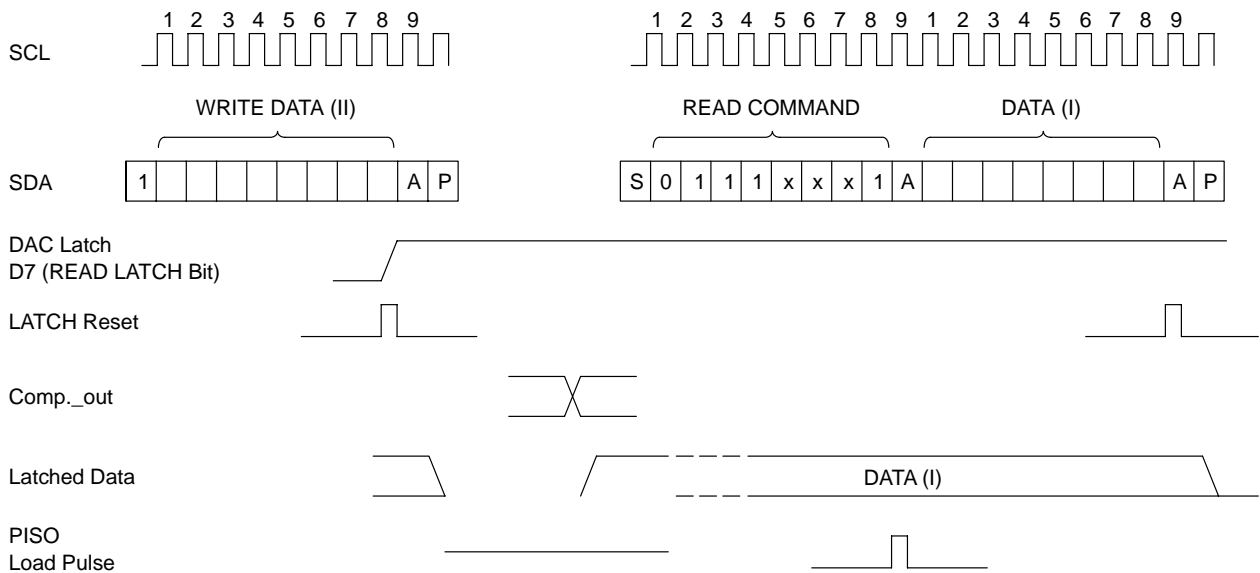 1 2 3 4 5 6 7 8 9 1 2 3 4 5 6 7 8 9 1 2 3 4 5 6 7 8 9
SCL
WRITE DATA (II) READ COMMAND DATA (I)
SDA 1 A P S 0 1 1 1 x x x 1 A A P
DAC Latch
D7 (READ LATCH Bit)
LATCH Reset
Comp._out
Latched Data DATA (I)
PISO
Load Pulse